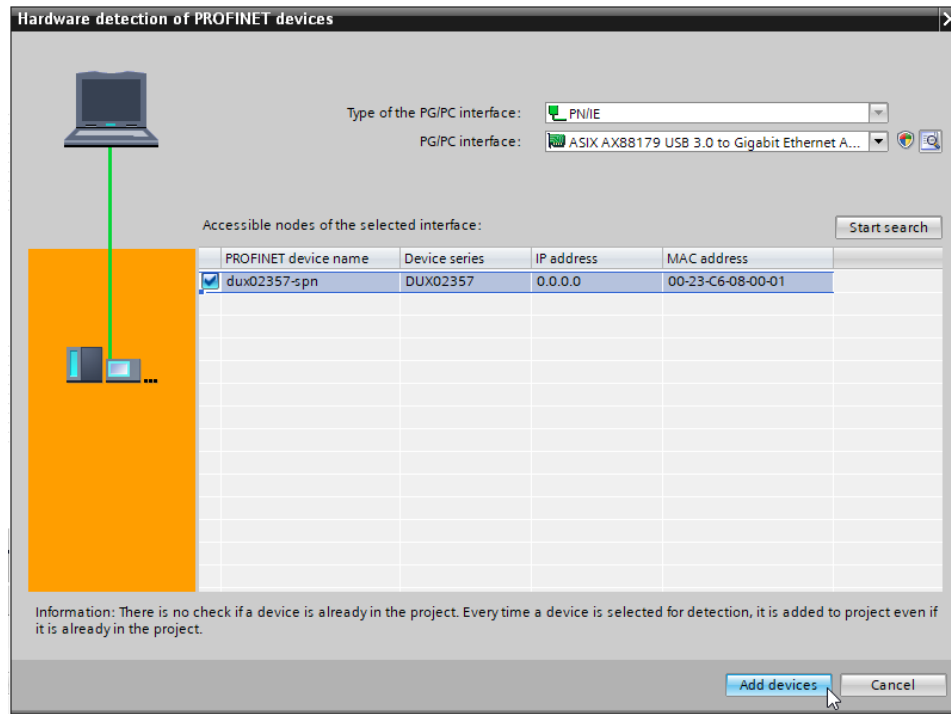 Hardware detection of PROFINET devices
Type of the PG/PC interface: PN/IE
PG/PC interface: ASIX AX88179 USB 3.0 to Gigabit Ethernet A...
Accessible nodes of the selected interface:
Start search
PROFINET device name Device series IP address MAC address
dux02357-spn DUX02357 0.0.0.0 00-23-C6-08-00-01
Information: There is no check if a device is already in the project. Every time a device is selected for detection, it is added to project even if
it is already in the project.
Add devices Cancel